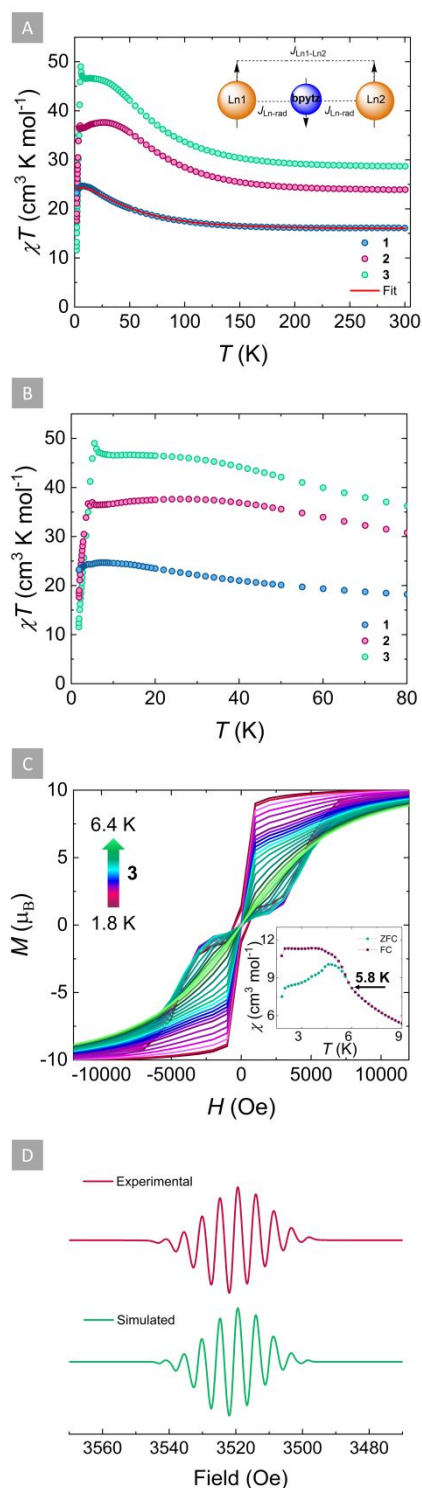 A
χT (cm³ K mol⁻¹)
50
40
30
20
10
0
J_Ln1-Ln2
Ln1
bpytz
Ln2
J_Ln-rad
J_Ln-rad
1
2
3
Fit
0 50 100 150 200 250 300
T (K)
B
χT (cm³ K mol⁻¹)
50
40
30
20
10
0
1
2
3
0 20 40 60 80
T (K)
C
M (μ_B)
10
5
0
-5
-10
6.4 K
3
1.8 K
ZFC
FC
χ (cm³ mol⁻¹)
12
9
6
5.8 K
3 6 9
T (K)
-10000 -5000 0 5000 10000
H (Oe)
D
Experimental
Simulated
3560 3540 3520 3500 3480
Field (Oe)